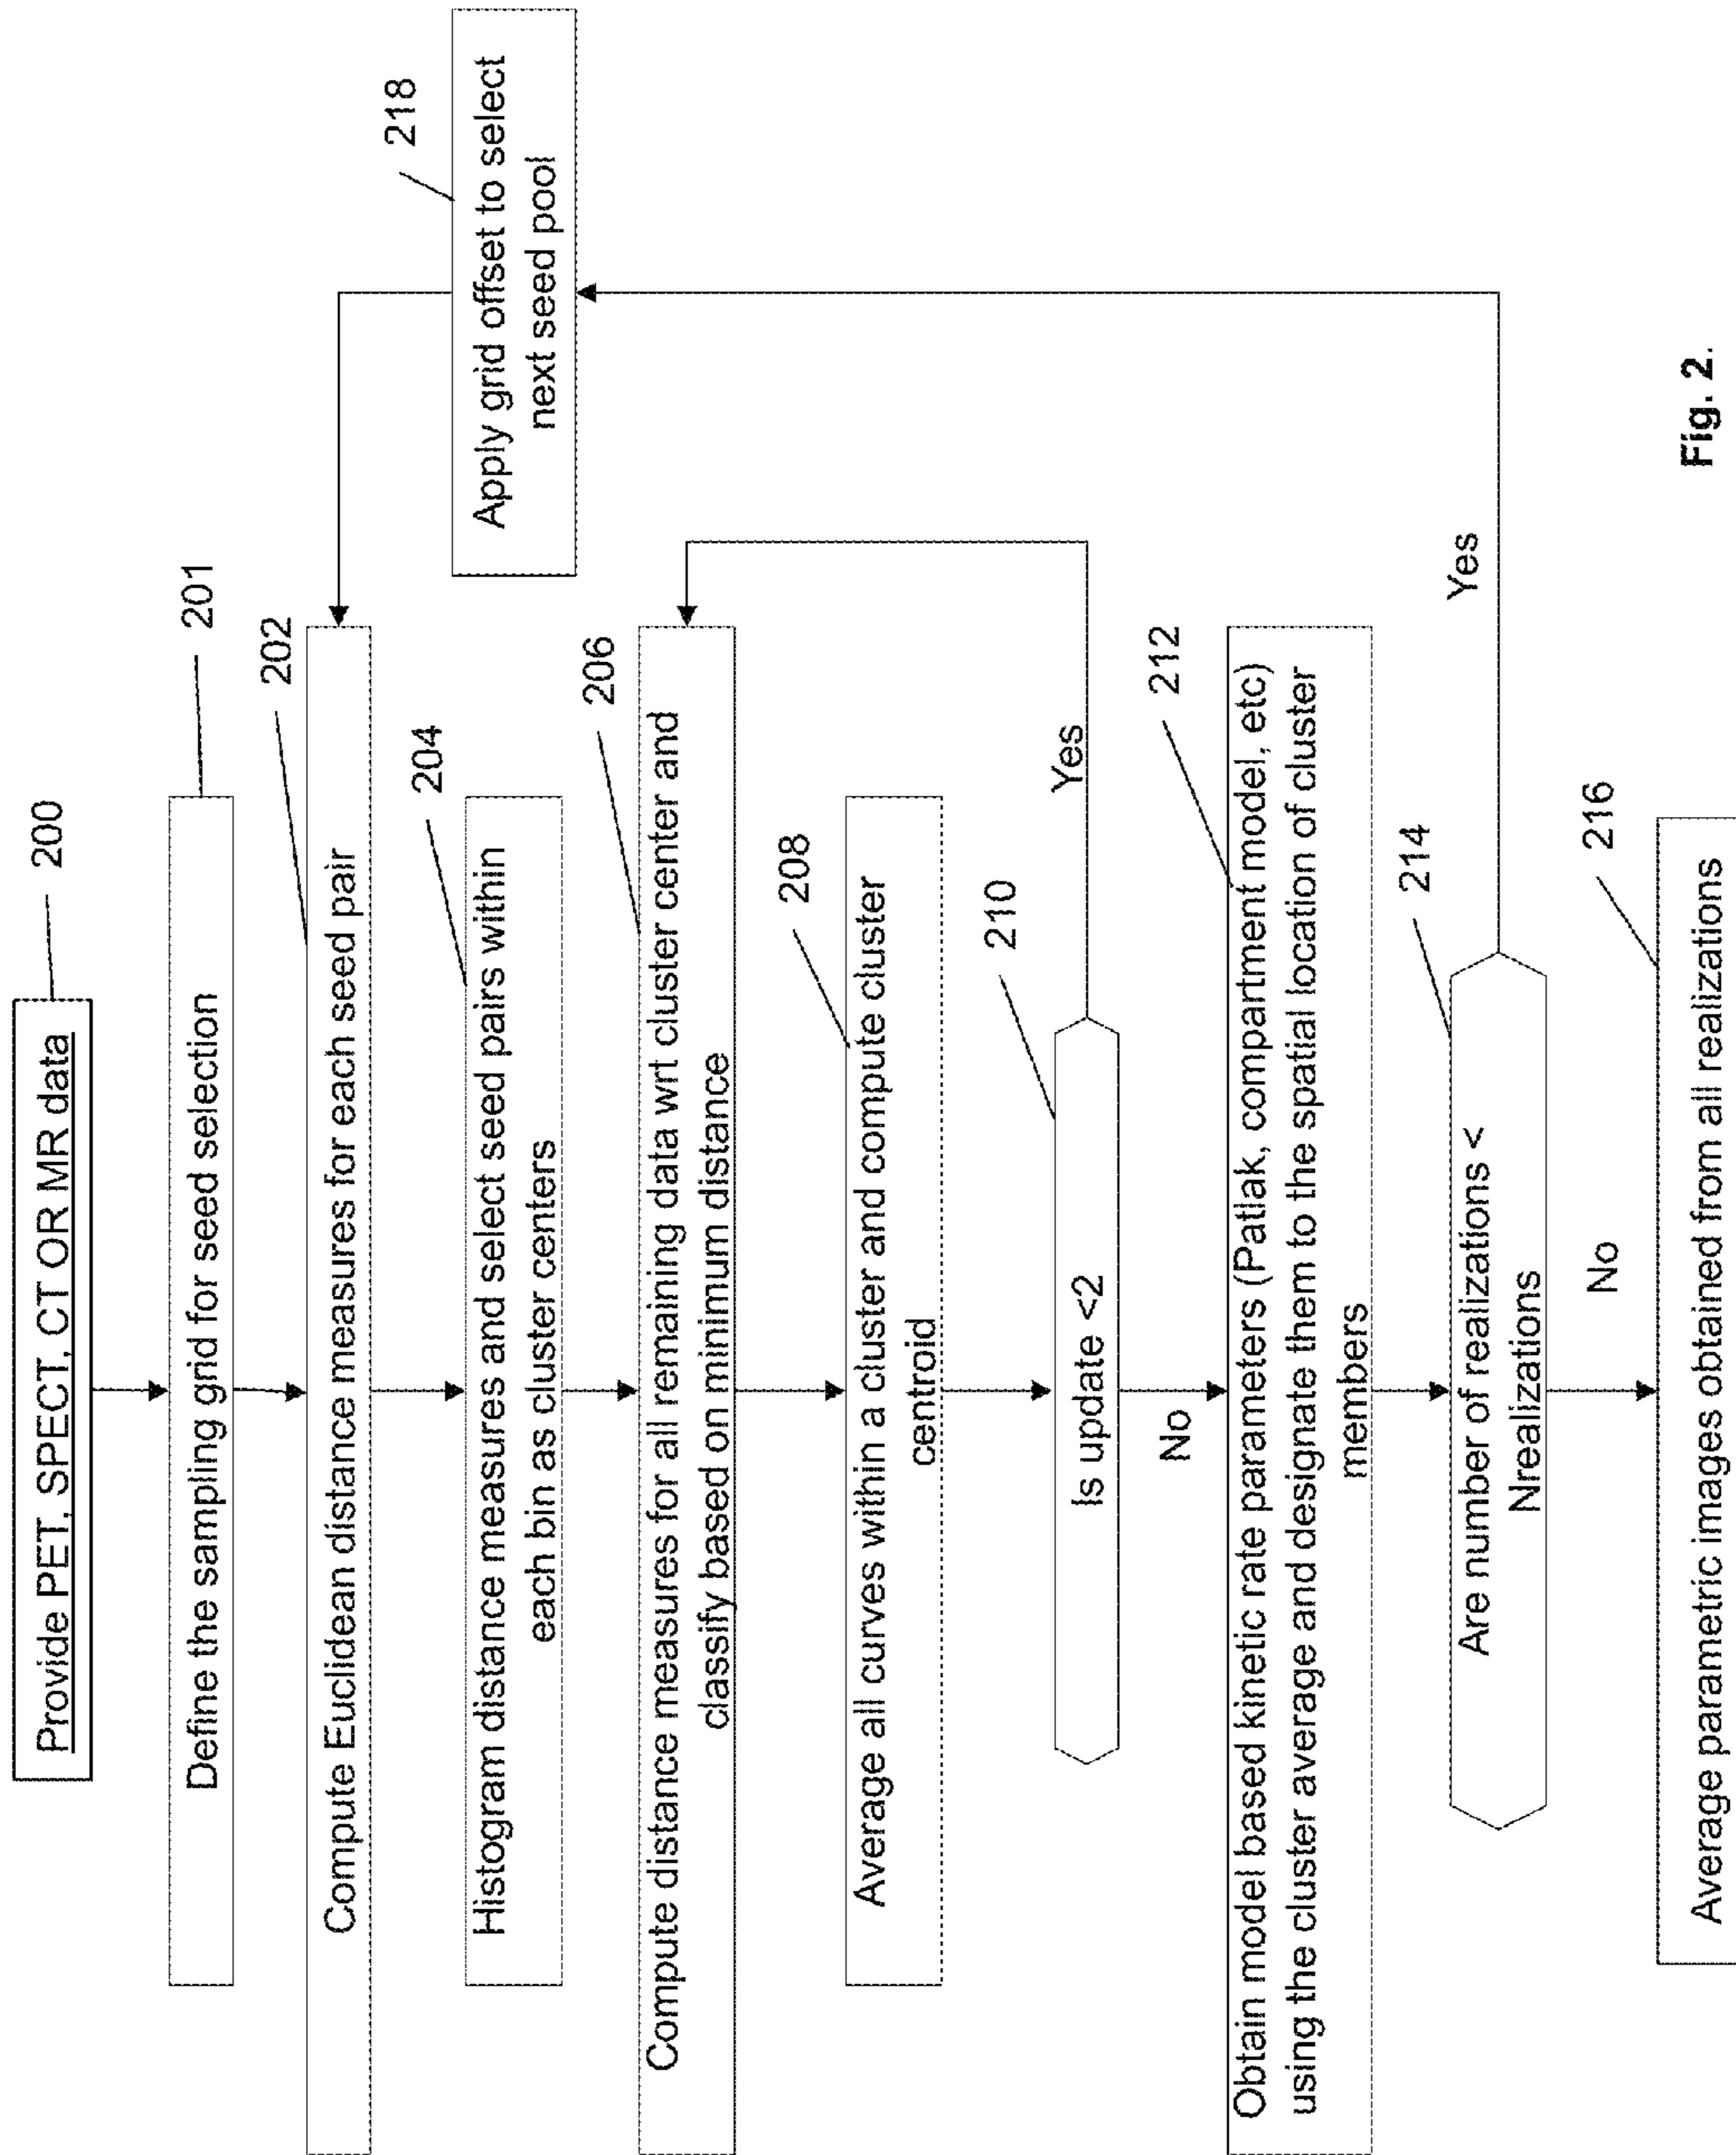 Provide PET, SPECT, CT OR MR data
200
Define the sampling grid for seed selection
201
Compute Euclidean distance measures for each seed pair
202
Histogram distance measures and select seed pairs within
each bin as cluster centers
204
Compute distance measures for all remaining data wrt cluster center and
classify based on minimum distance
206
Average all curves within a cluster and compute cluster
centroid
208
Is update <2
210
Yes
No
Obtain model based kinetic rate parameters (Patlak, compartment model, etc)
using the cluster average and designate them to the spatial location of cluster
members
212
Are number of realizations <
Nrealizations
214
Yes
No
Average parametric images obtained from all realizations
216
Apply grid offset to select
next seed pool
218
Fig. 2.